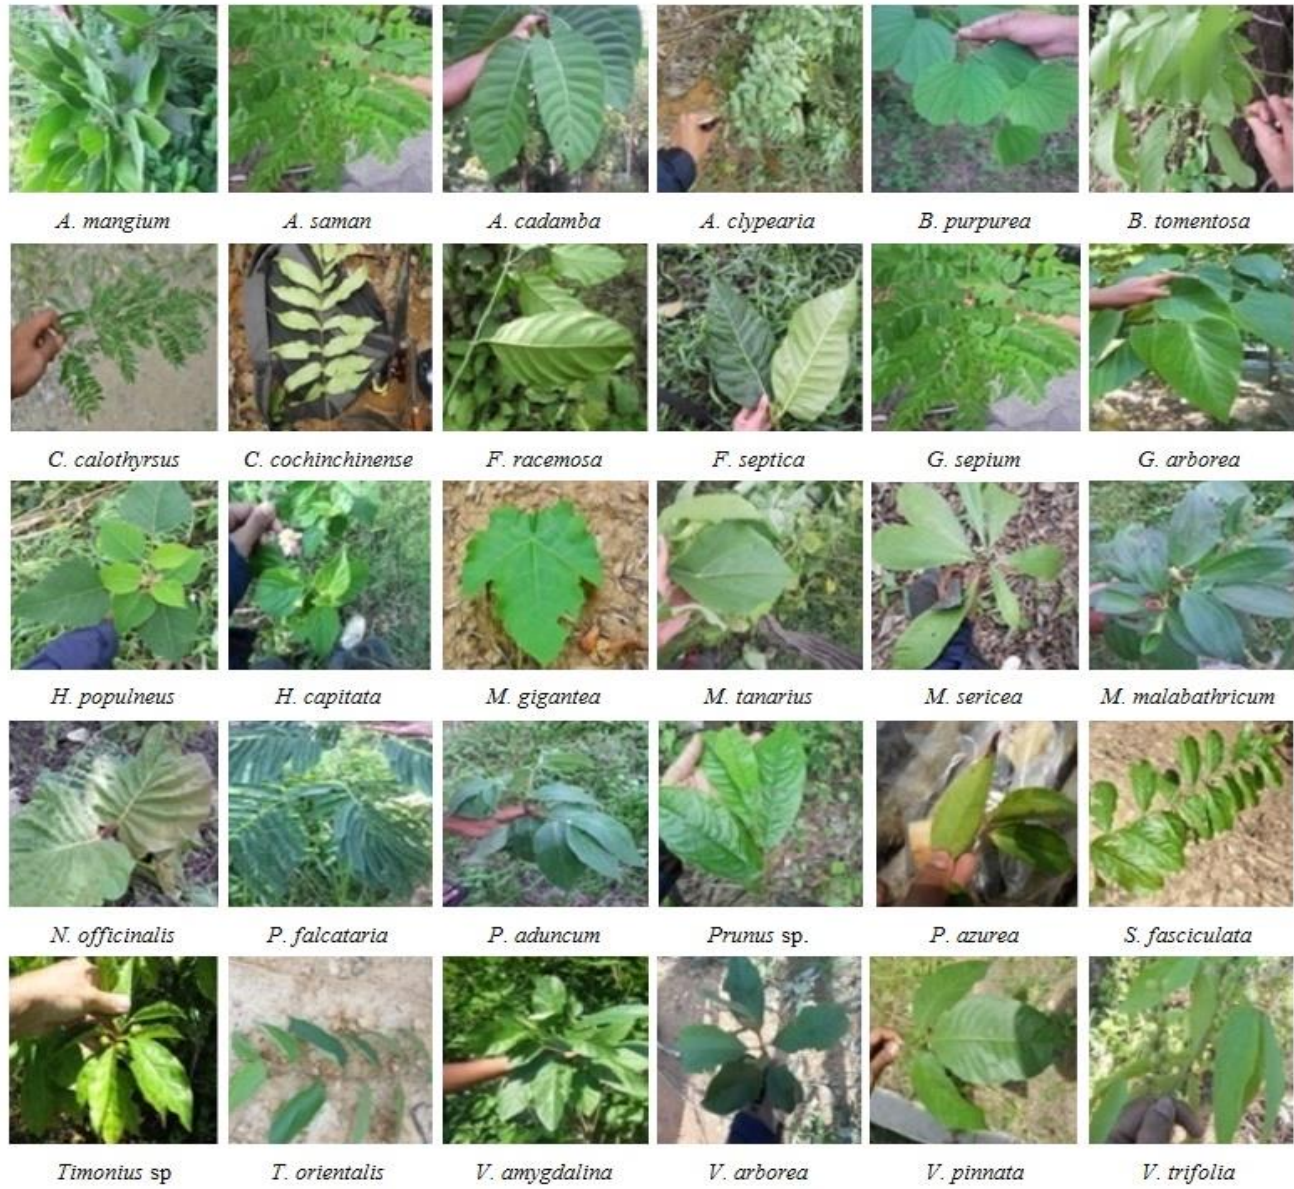 A. mangium A. saman A. cadamba A. clypearia B. purpurea B. tomentosa
C. calothyrsus C. cochinchinense F. racemosa F. septica G. sepium G. arborea
H. populneus H. capitata M. gigantea M. tanarius M. sericea M. malabathricum
N. officinalis P. falcataria P. aduncum Prunus sp. P. azurea S. fasciculata
Timonius sp T. orientalis V. amygdalina V. arborea V. pinnata V. trifolia